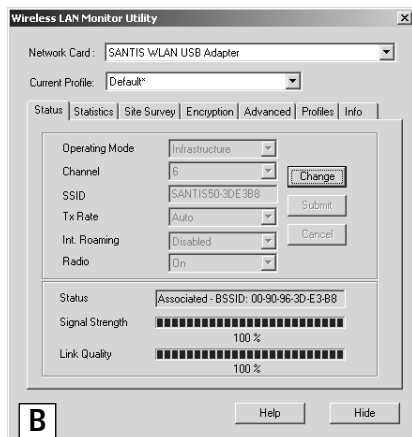 Wireless LAN Monitor Utility
Network Card: SANTIS WLAN USB Adapter
Current Profile: Default*
Status Statistics Site Survey Encryption Advanced Profiles Info
Operating Mode Infrastructure
Channel 6 Change
SSID SANTIS50-3DE3B8 Submit
Tx Rate Auto
Int. Roaming Disabled Cancel
Radio On
Status Associated - BSSID: 00-90-96-3D-E3-B8
Signal Strength
100 %
Link Quality
100 %
B Help Hide